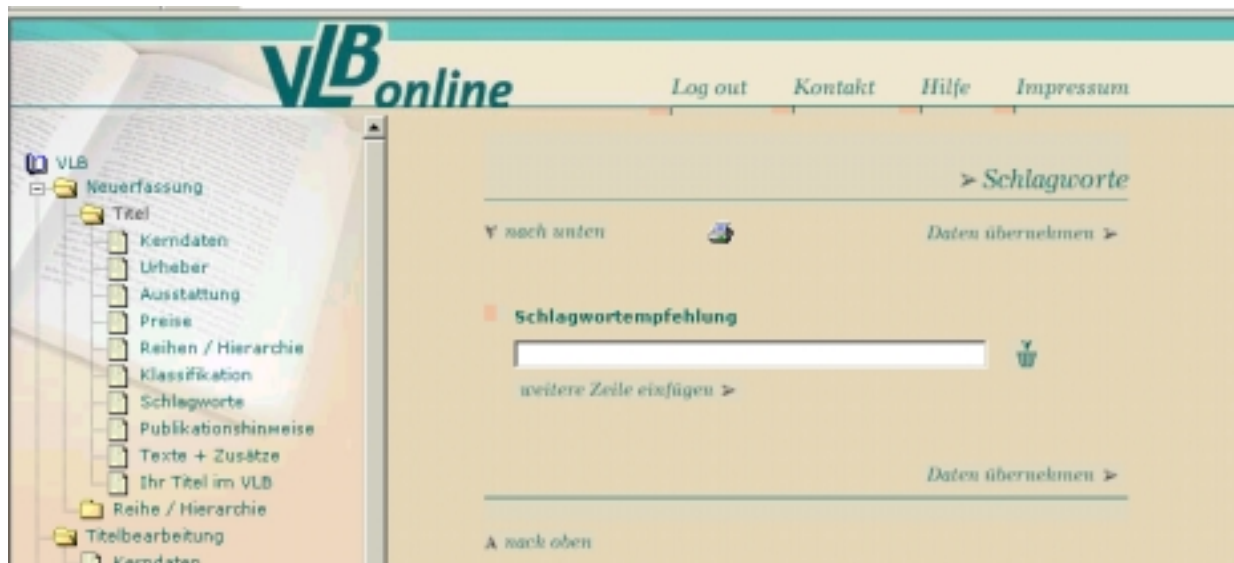 VLB online
Log out Kontakt Hilfe Impressum
VLB
Neuerfassung
Titel
Kerndaten
Urheber
Ausstattung
Preise
Reihen / Hierarchie
Klassifikation
Schlagworte
Publikationshinweise
Texte + Zusätze
Ihr Titel im VLB
Reihe / Hierarchie
Titelbearbeitung
Kerndaten
➢ Schlagworte
nach unten Daten übernehmen ➢
Schlagwortempfehlung
weitere Zeile einfügen ➢
Daten übernehmen ➢
nach oben